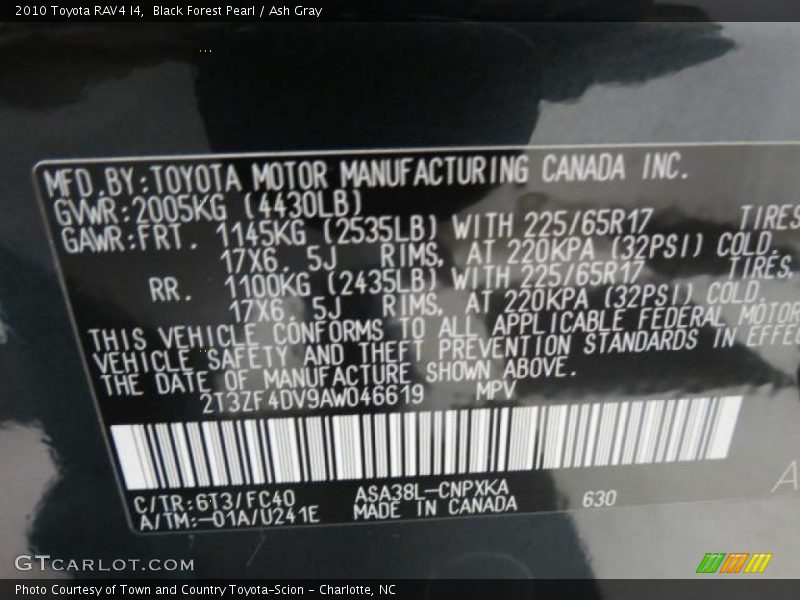 2010 Toyota RAV4 I4,  Black Forest Pearl / Ash Gray
MFD.BY:TOYOTA MOTOR MANUFACTURING CANADA INC.
GVWR:2005KG (4430LB)
GAWR:FRT. 1145KG (2535LB) WITH 225/65R17 TIRES
17X6. 5J RIMS, AT 220KPA (32PSI) COLD.
RR. 1100KG (2435LB) WITH 225/65R17 TIRES,
17X6. 5J RIMS, AT 220KPA (32PSI) COLD.
THIS VEHICLE CONFORMS TO ALL APPLICABLE FEDERAL MOTOR
VEHICLE SAFETY AND THEFT PREVENTION STANDARDS IN EFFEC
THE DATE OF MANUFACTURE SHOWN ABOVE.
2T3ZF4DV9AW046619 MPV
C/TR:6T3/FC40 ASA38L-CNPXKA 630 A
A/TM:-01A/U241E MADE IN CANADA
GTCARLOT.COM
Photo Courtesy of Town and Country Toyota-Scion - Charlotte, NC